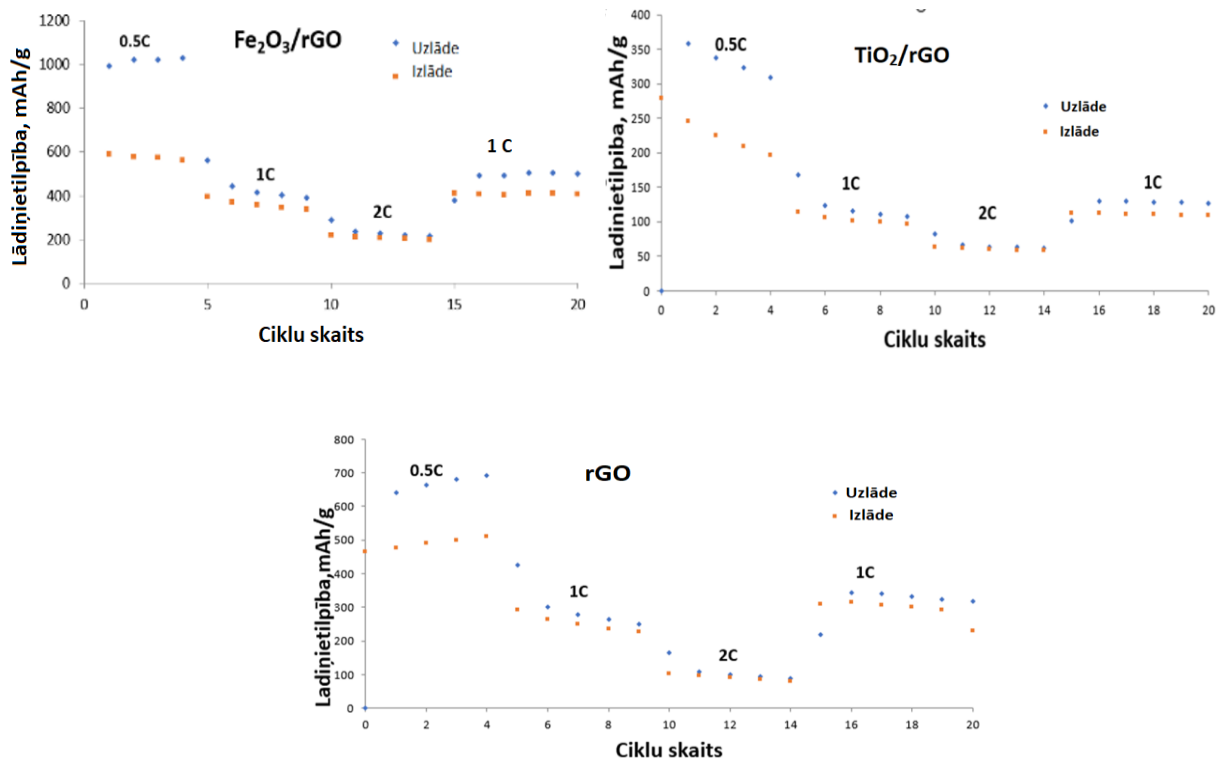 Fe₂O₃/rGO
0.5C
Uzlāde
Izlāde
1C
2C
1 C
Lādiņietilpība, mAh/g
1200
1000
800
600
400
200
0
0 5 10 15 20
Ciklu skaits
TiO₂/rGO
0.5C
Uzlāde
Izlāde
1C
2C
1C
Ladinietilpība, mAh/g
400
350
300
250
200
150
100
50
0
0 2 4 6 8 10 12 14 16 18 20
Ciklu skaits
rGO
0.5C
Uzlāde
Izlāde
1C
2C
1C
Ladiņietilpība,mAh/g
800
700
600
500
400
300
200
100
0
0 2 4 6 8 10 12 14 16 18 20
Ciklu skaits